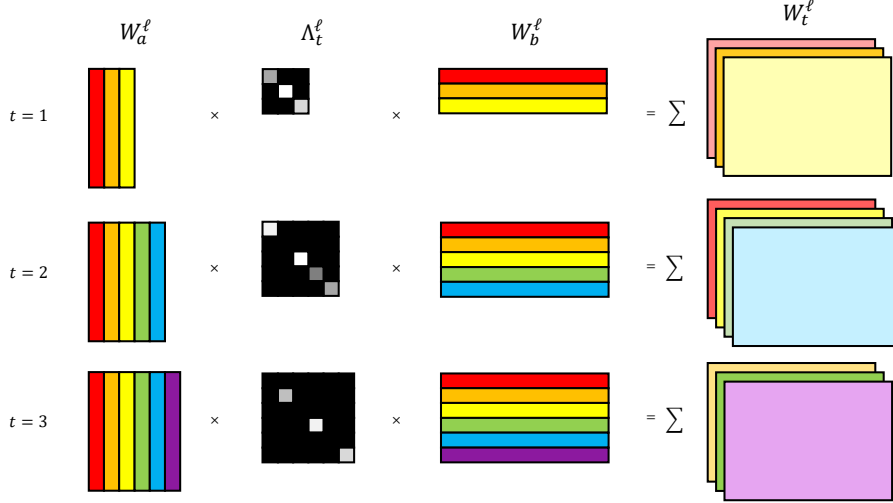 W_a^ℓ Λ_t^ℓ W_b^ℓ W_t^ℓ
t = 1 × × = ∑
t = 2 × × = ∑
t = 3 × × = ∑